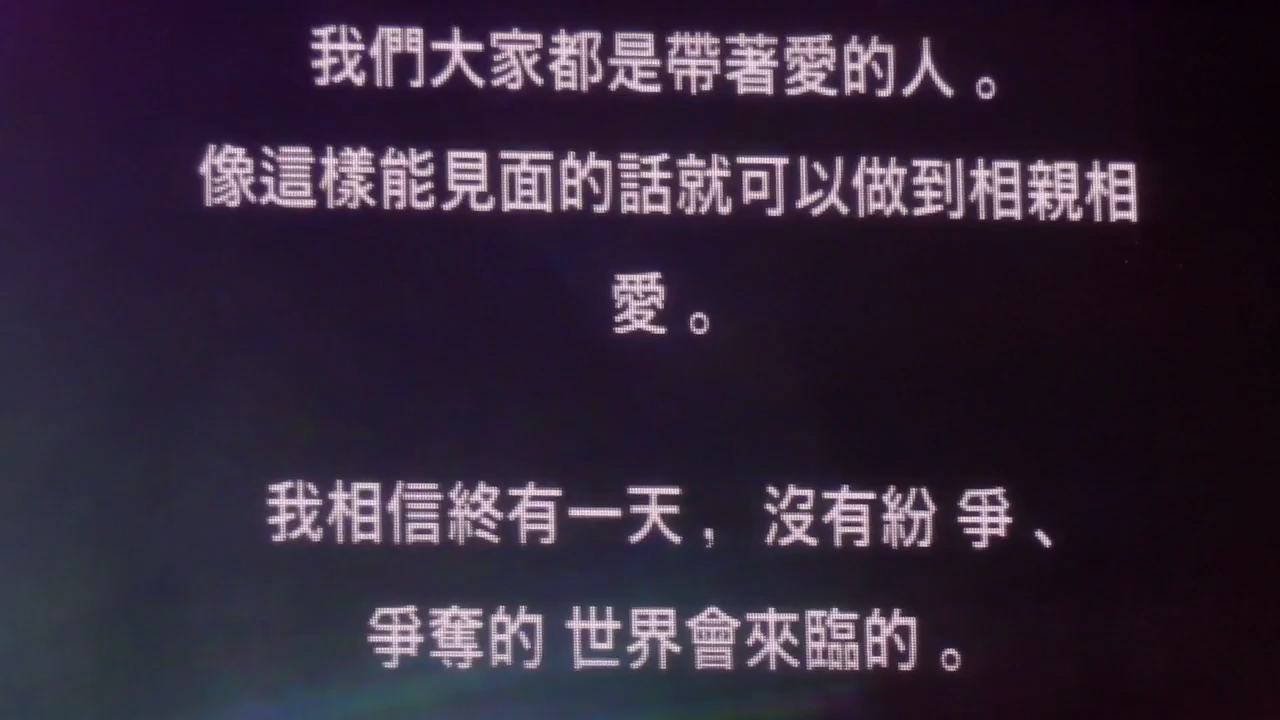 我們大家都是帶著愛的人。
像這樣能見面的話就可以做到相親相
愛。
我相信終有一天，沒有紛 爭、
爭奪的 世界會來臨的。